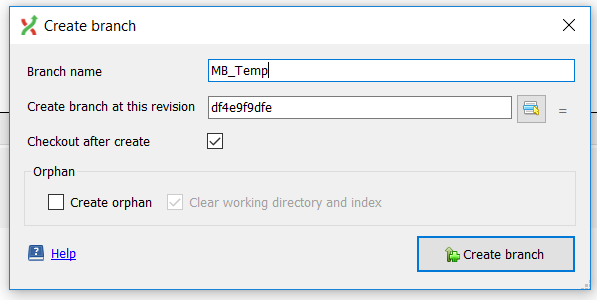 Create branch
Branch name
MB_Temp
Create branch at this revision
df4e9f9dfe
=
Checkout after create
Orphan
Create orphan
Clear working directory and index
? Help
Create branch